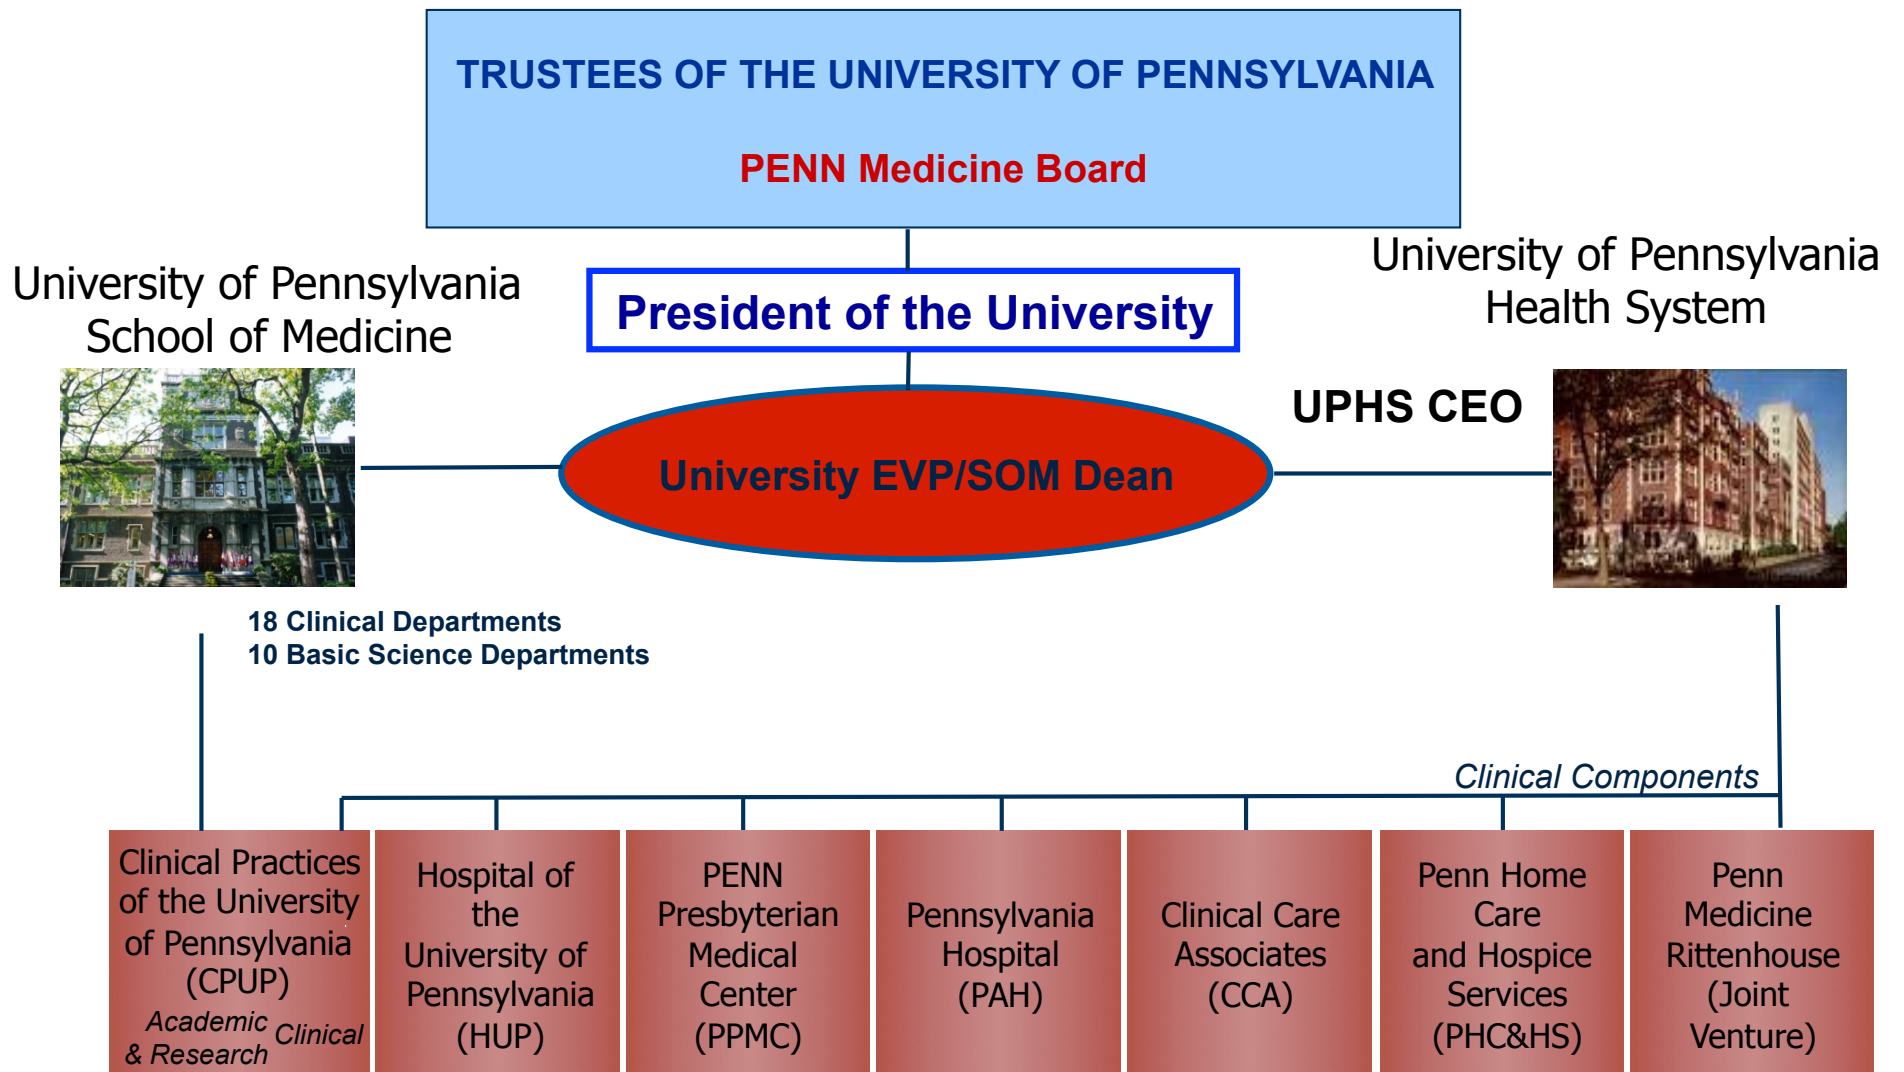 TRUSTEES OF THE UNIVERSITY OF PENNSYLVANIA
PENN Medicine Board
University of Pennsylvania
School of Medicine
President of the University
University of Pennsylvania
Health System
UPHS CEO
University EVP/SOM Dean
18 Clinical Departments
10 Basic Science Departments
Clinical Components
Clinical Practices
of the University
of Pennsylvania
(CPUP)
Academic
& Research
Clinical
Hospital of
the
University of
Pennsylvania
(HUP)
PENN
Presbyterian
Medical
Center
(PPMC)
Pennsylvania
Hospital
(PAH)
Clinical Care
Associates
(CCA)
Penn Home
Care
and Hospice
Services
(PHC&HS)
Penn
Medicine
Rittenhouse
(Joint
Venture)